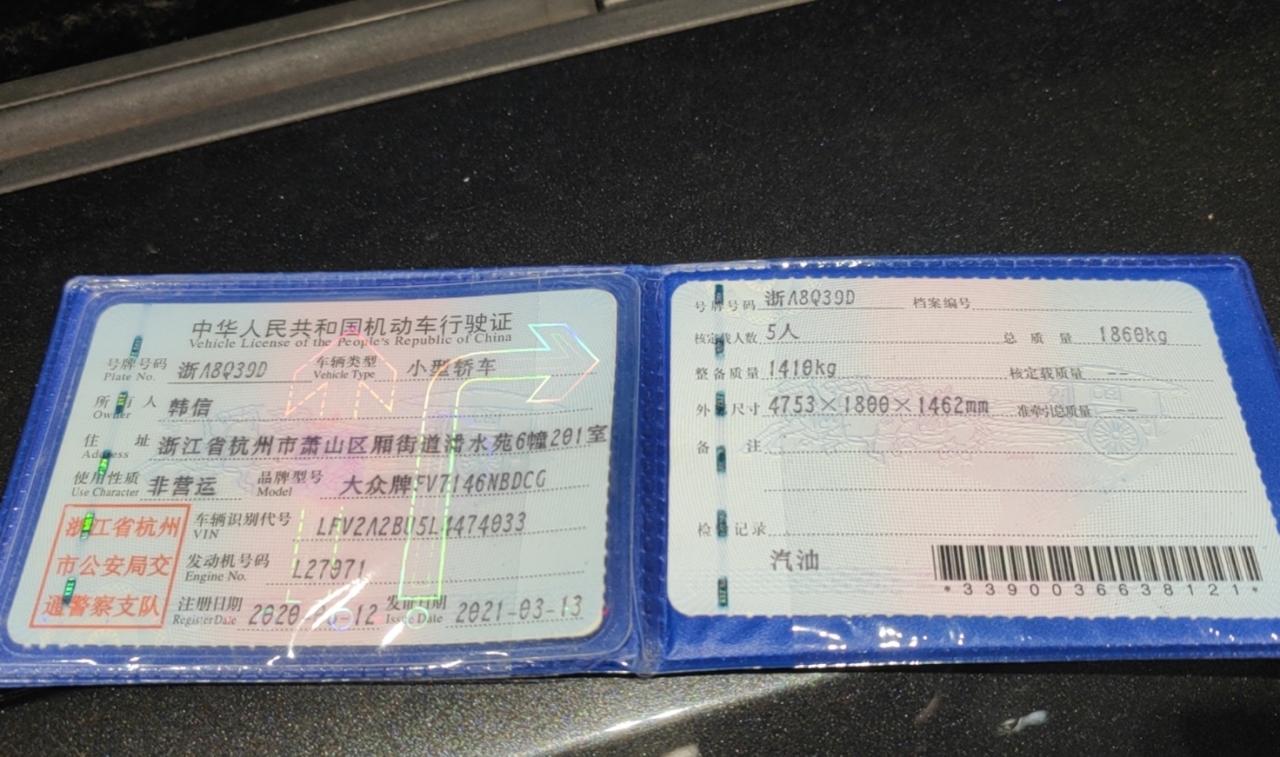 中华人民共和国机动车行驶证
Vehicle License of the People's Republic of China
号牌号码 浙A8Q39D 车辆类型 小型轿车
Plate No. Vehicle Type
所有人 韩信
Owner
住址 浙江省杭州市萧山区厢街道潘水苑6幢201室
Address
使用性质 非营运 品牌型号 大众牌FV7146NBDCG
Use Character Model
浙江省杭州
市公安局交
通警察支队
车辆识别代号 LFV2A2BU5L4474033
VIN
发动机号码 L27071
Engine No.
注册日期 发证日期 2021-03-13
Register Date Issue Date
号牌号码 浙A8Q39D 档案编号
核定载人数 5人 总质量 1860kg
整备质量 1410kg 核定载质量 --
外廓尺寸 4753×1800×1462mm 准牵引总质量 --
备注
检验记录
汽油
*3390036638121*